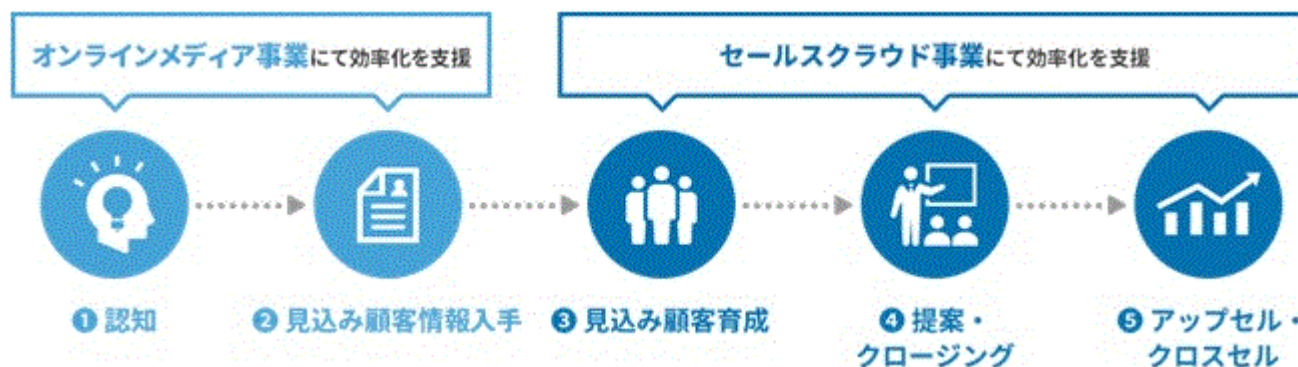 オンラインメディア事業にて効率化を支援
セールスクラウド事業にて効率化を支援
❶ 認知
❷ 見込み顧客情報入手
❸ 見込み顧客育成
❹ 提案・
クロージング
❺ アップセル・
クロスセル